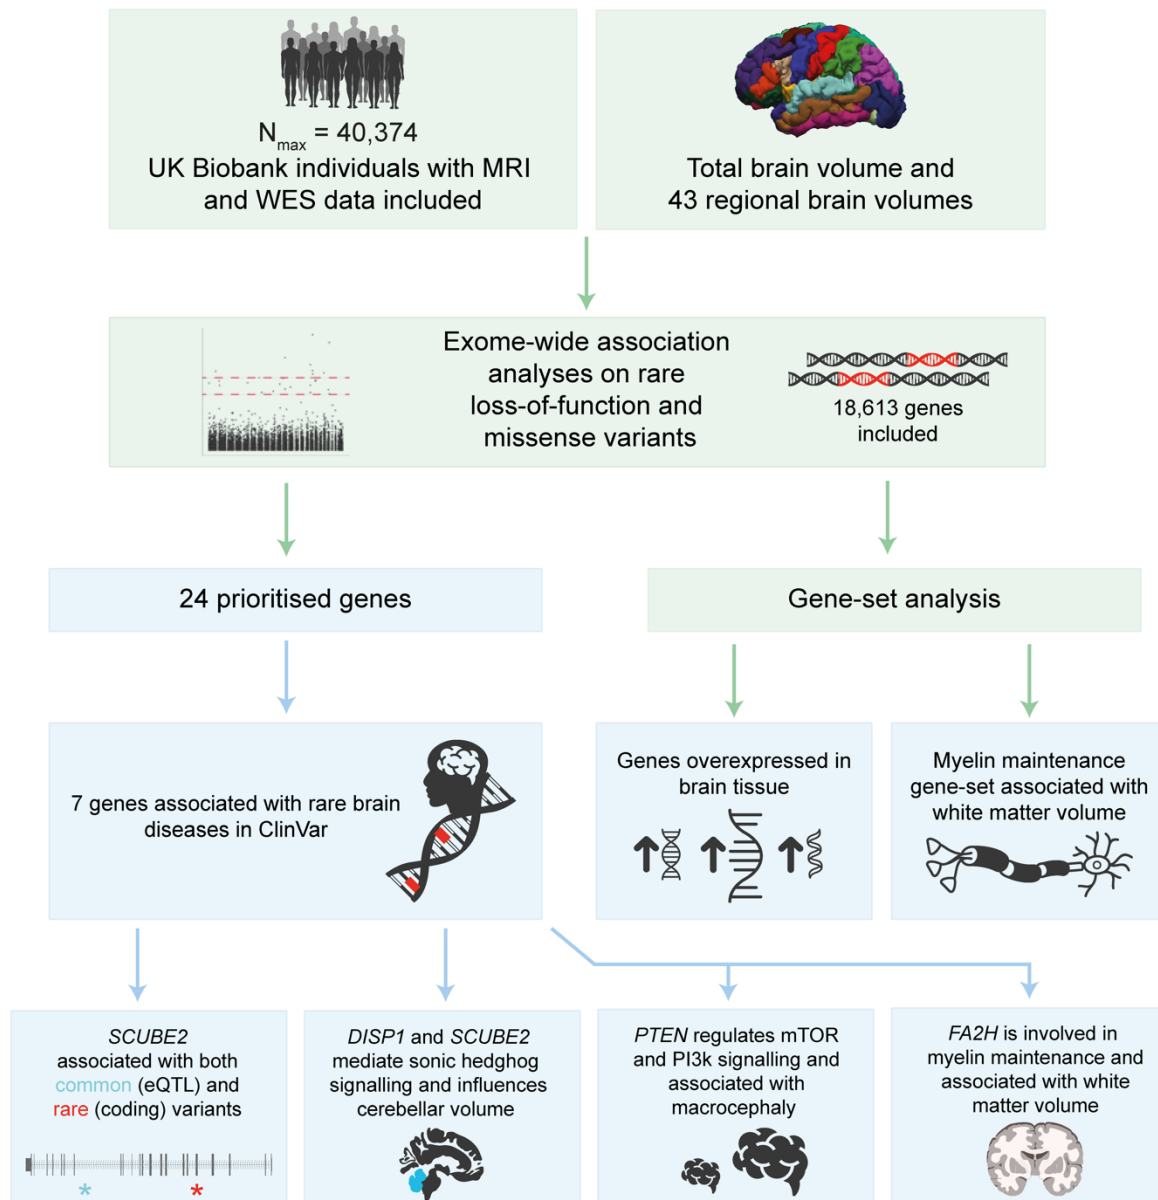 N max = 40,374
UK Biobank individuals with MRI
and WES data included
Total brain volume and
43 regional brain volumes
Exome-wide association
analyses on rare
loss-of-function and
missense variants
18,613 genes
included
24 prioritised genes
Gene-set analysis
7 genes associated with rare brain
diseases in ClinVar
Genes overexpressed in
brain tissue
Myelin maintenance
gene-set associated with
white matter volume
SCUBE2
associated with both
common (eQTL) and
rare (coding) variants
* *
DISP1 and SCUBE2
mediate sonic hedghog
signalling and influences
cerebellar volume
PTEN regulates mTOR
and PI3k signalling and
associated with
macrocephaly
FA2H is involved in
myelin maintenance and
associated with white
matter volume